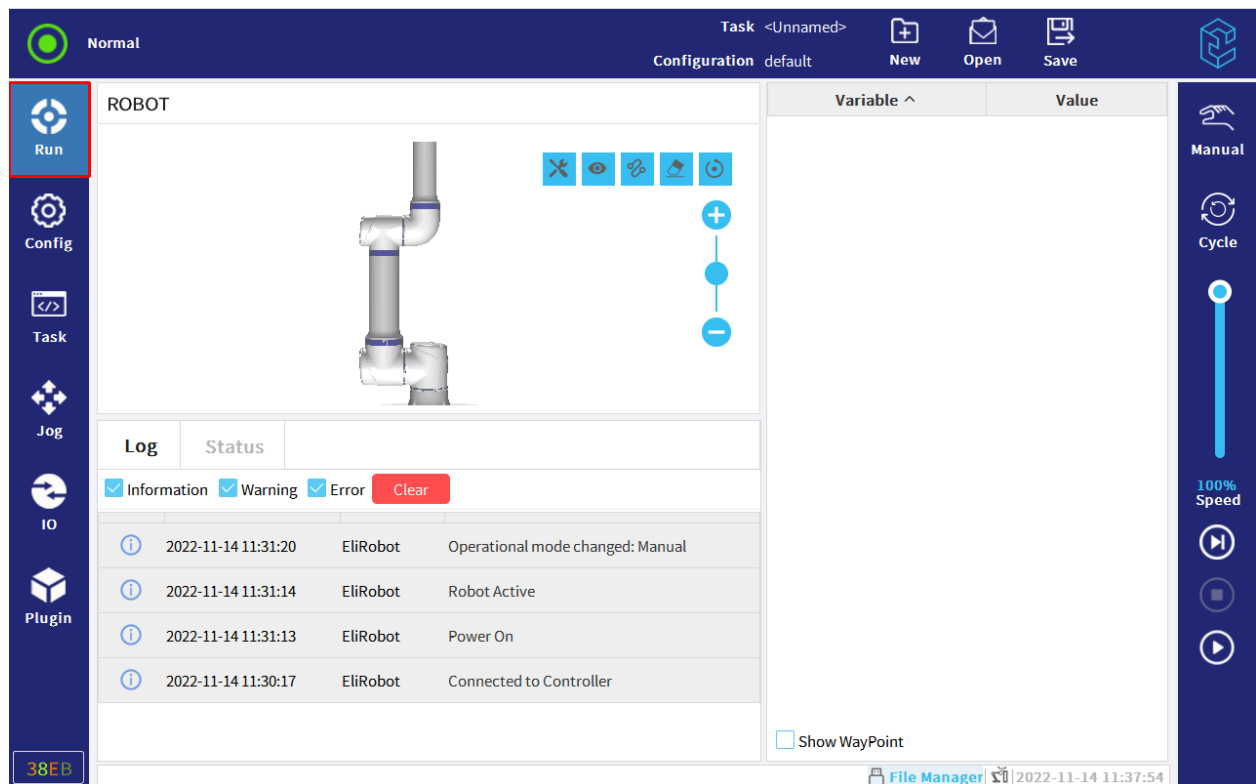 Normal
Task <Unnamed>
Configuration default
New
Open
Save
Run
Config
Task
Jog
IO
Plugin
38EB
ROBOT
Log
Status
Information
Warning
Error
Clear
2022-11-14 11:31:20 EliRobot Operational mode changed: Manual
2022-11-14 11:31:14 EliRobot Robot Active
2022-11-14 11:31:13 EliRobot Power On
2022-11-14 11:30:17 EliRobot Connected to Controller
Variable
Value
Show WayPoint
File Manager
2022-11-14 11:37:54
Manual
Cycle
100%
Speed